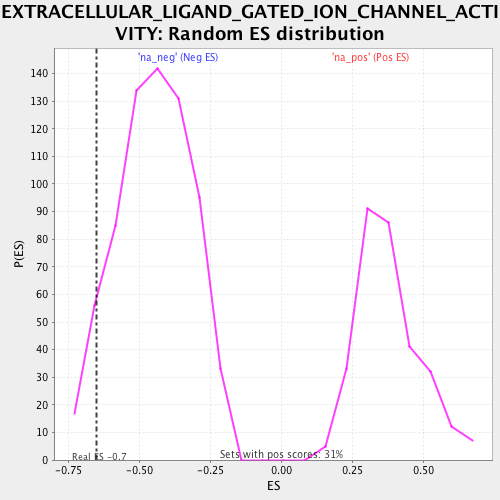 EXTRACELLULAR_LIGAND_GATED_ION_CHANNEL_ACTI
VITY: Random ES distribution
'na_neg' (Neg ES)
'na_pos' (Pos ES)
140
130
120
110
100
90
80
70
60
50
40
30
20
10
0
P(ES)
Real ES -0.7
Sets with pos scores: 31%
-0.75
-0.50
-0.25
0.00
0.25
0.50
ES